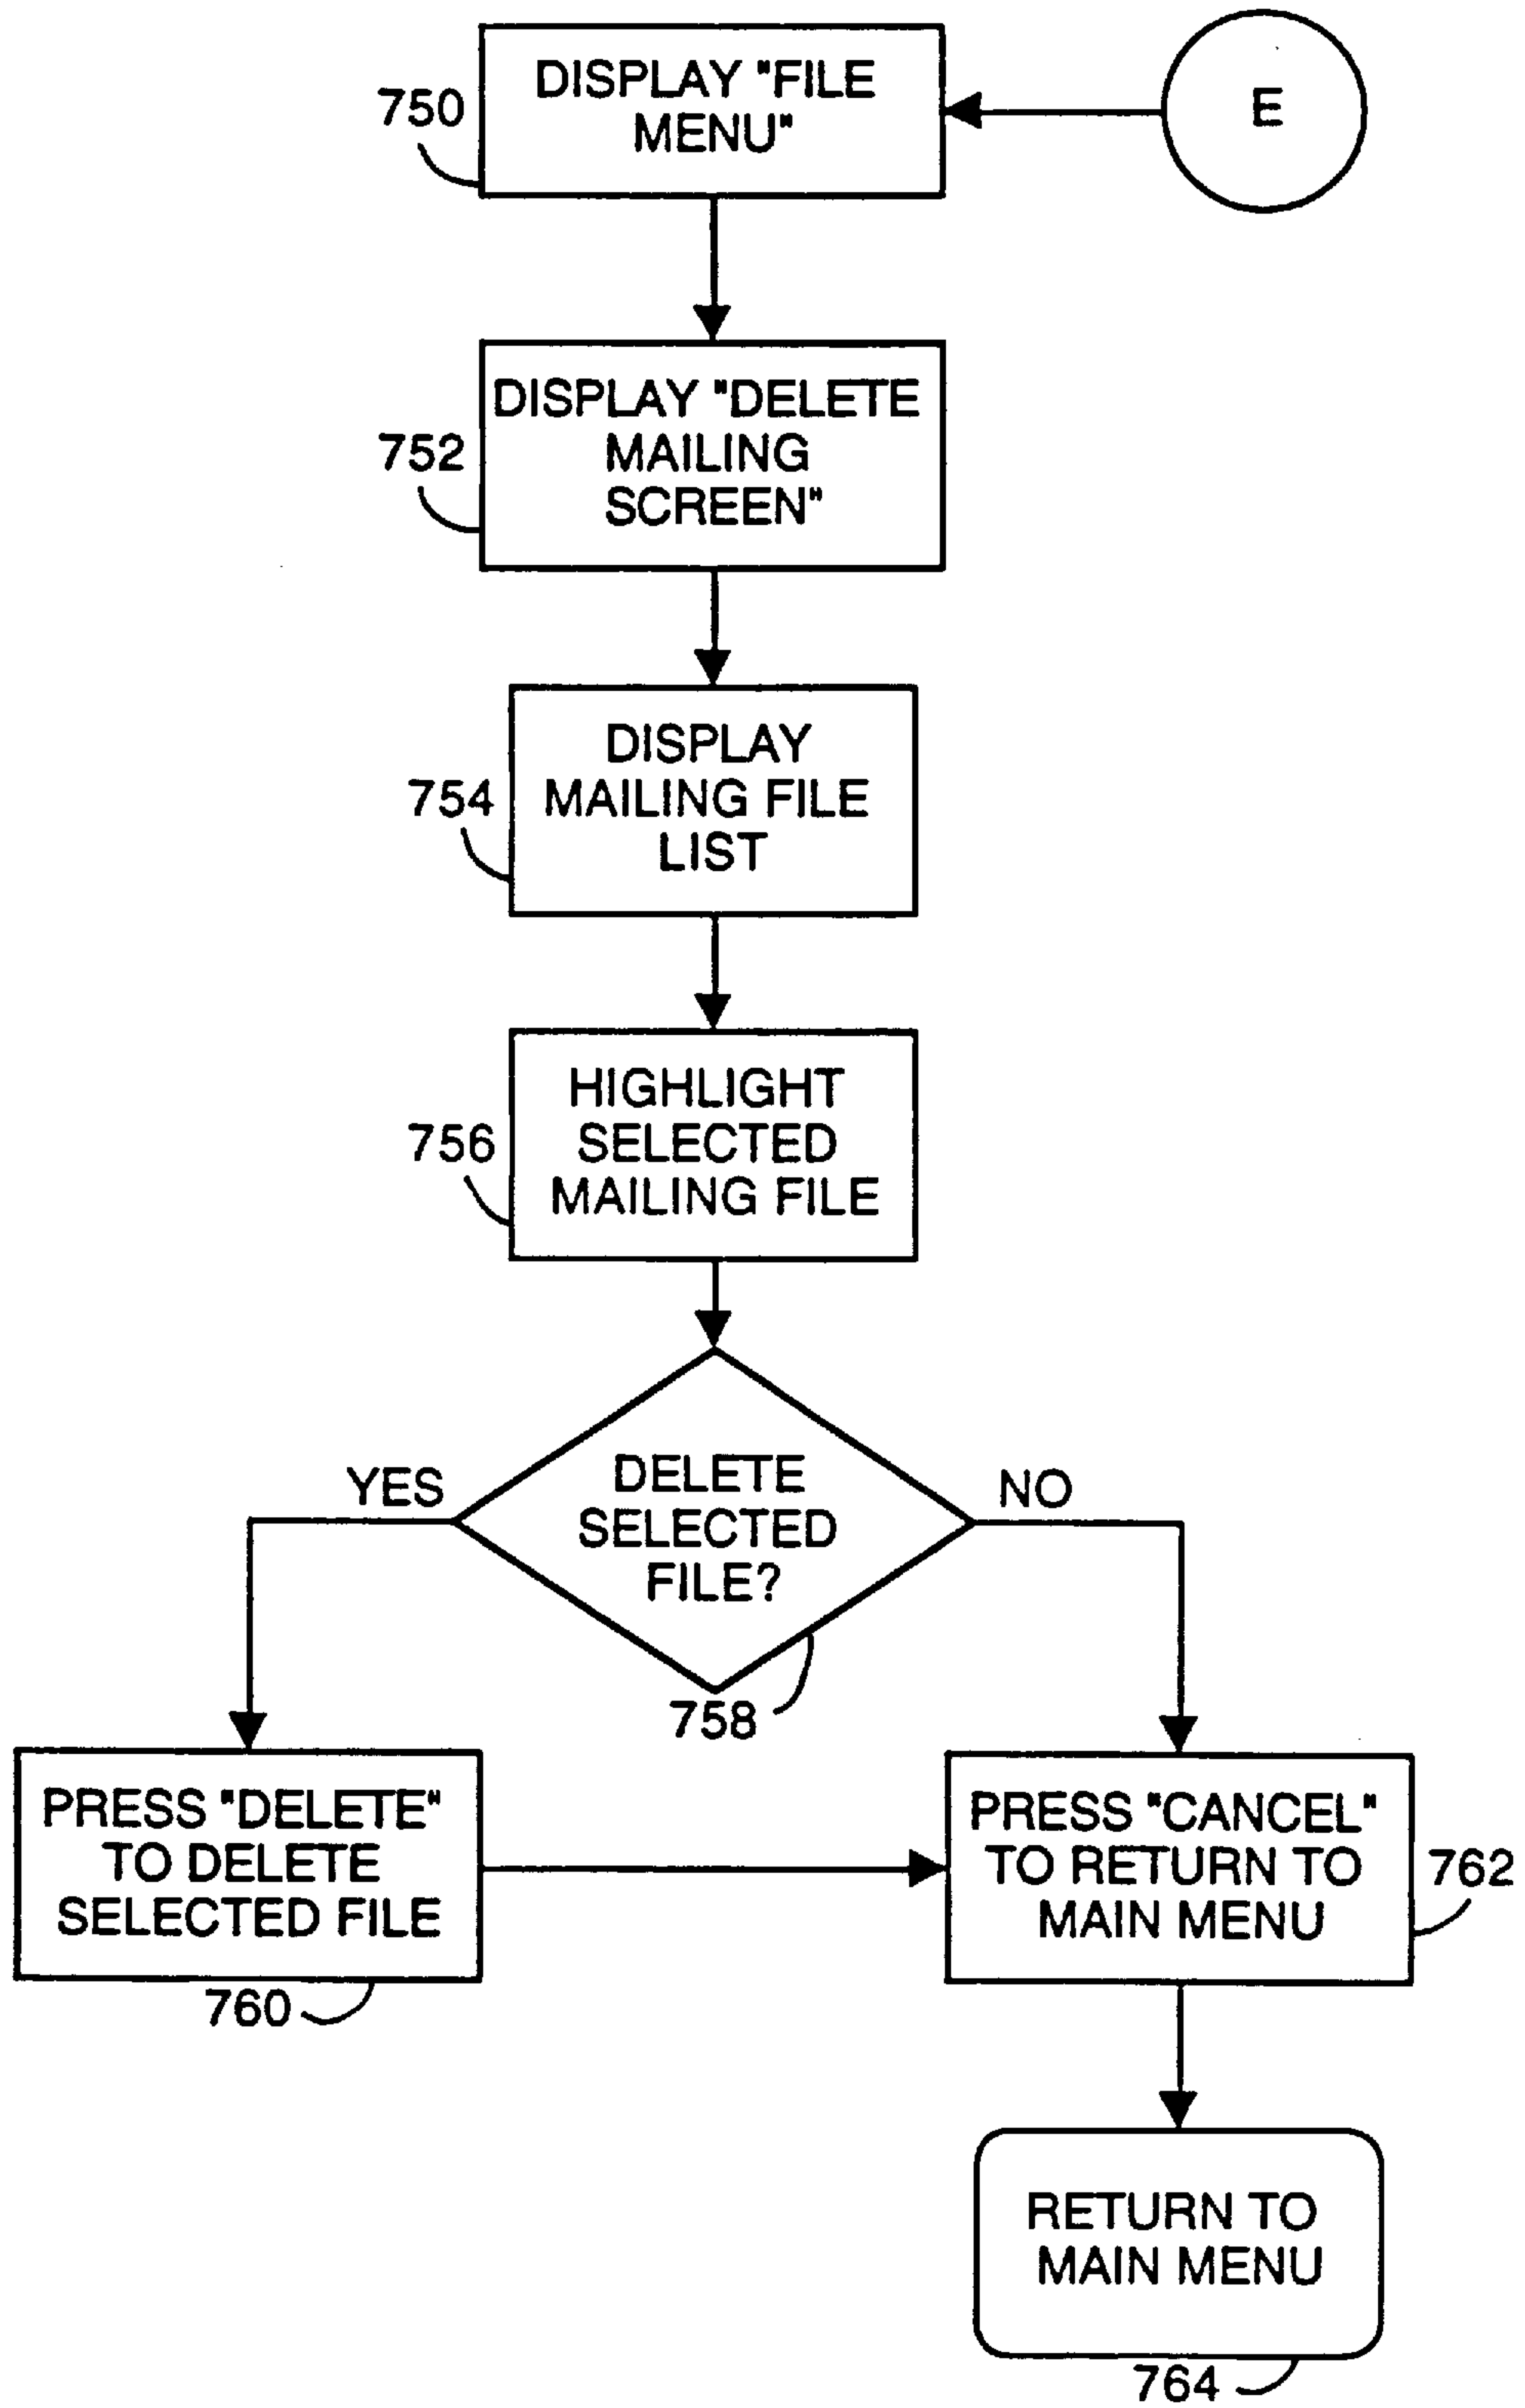 DISPLAY "FILE
MENU"
750
E
DISPLAY "DELETE
MAILING
SCREEN"
752
DISPLAY
MAILING FILE
LIST
754
HIGHLIGHT
SELECTED
MAILING FILE
756
YES
DELETE
SELECTED
FILE?
NO
758
PRESS "DELETE"
TO DELETE
SELECTED FILE
760
PRESS "CANCEL"
TO RETURN TO
MAIN MENU
762
RETURN TO
MAIN MENU
764